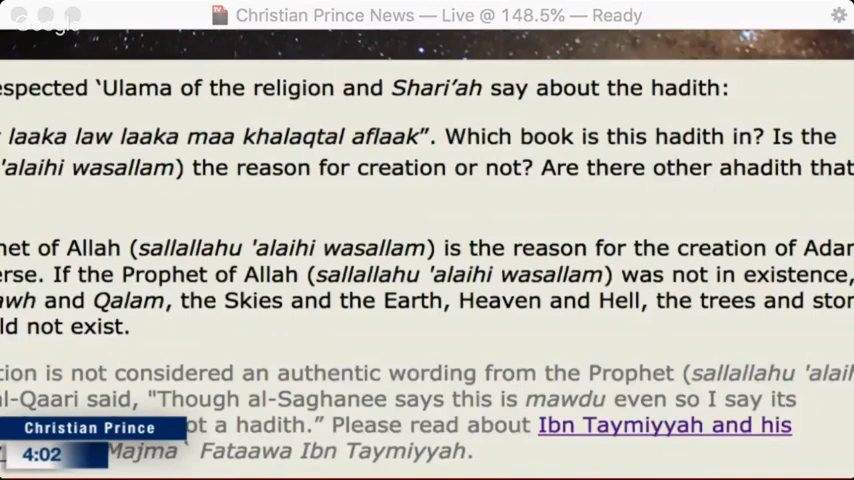 Christian Prince News — Live @ 148.5% — Ready
Google
espected `Ulama of the religion and Shari’ah say about the hadith:
laaka law laaka maa khalaqtal aflaak”. Which book is this hadith in? Is the
'alaihi wasallam) the reason for creation or not? Are there other ahadith that
het of Allah (sallallahu 'alaihi wasallam) is the reason for the creation of Adam
erse. If the Prophet of Allah (sallallahu 'alaihi wasallam) was not in existence,
awh and Qalam, the Skies and the Earth, Heaven and Hell, the trees and stor
ld not exist.
tion is not considered an authentic wording from the Prophet (sallallahu 'alaih
al-Qaari said, "Though al-Saghanee says this is mawdu even so I say its
ot a hadith.” Please read about Ibn Taymiyyah and his
Majma` Fataawa Ibn Taymiyyah.
Christian Prince
4:02